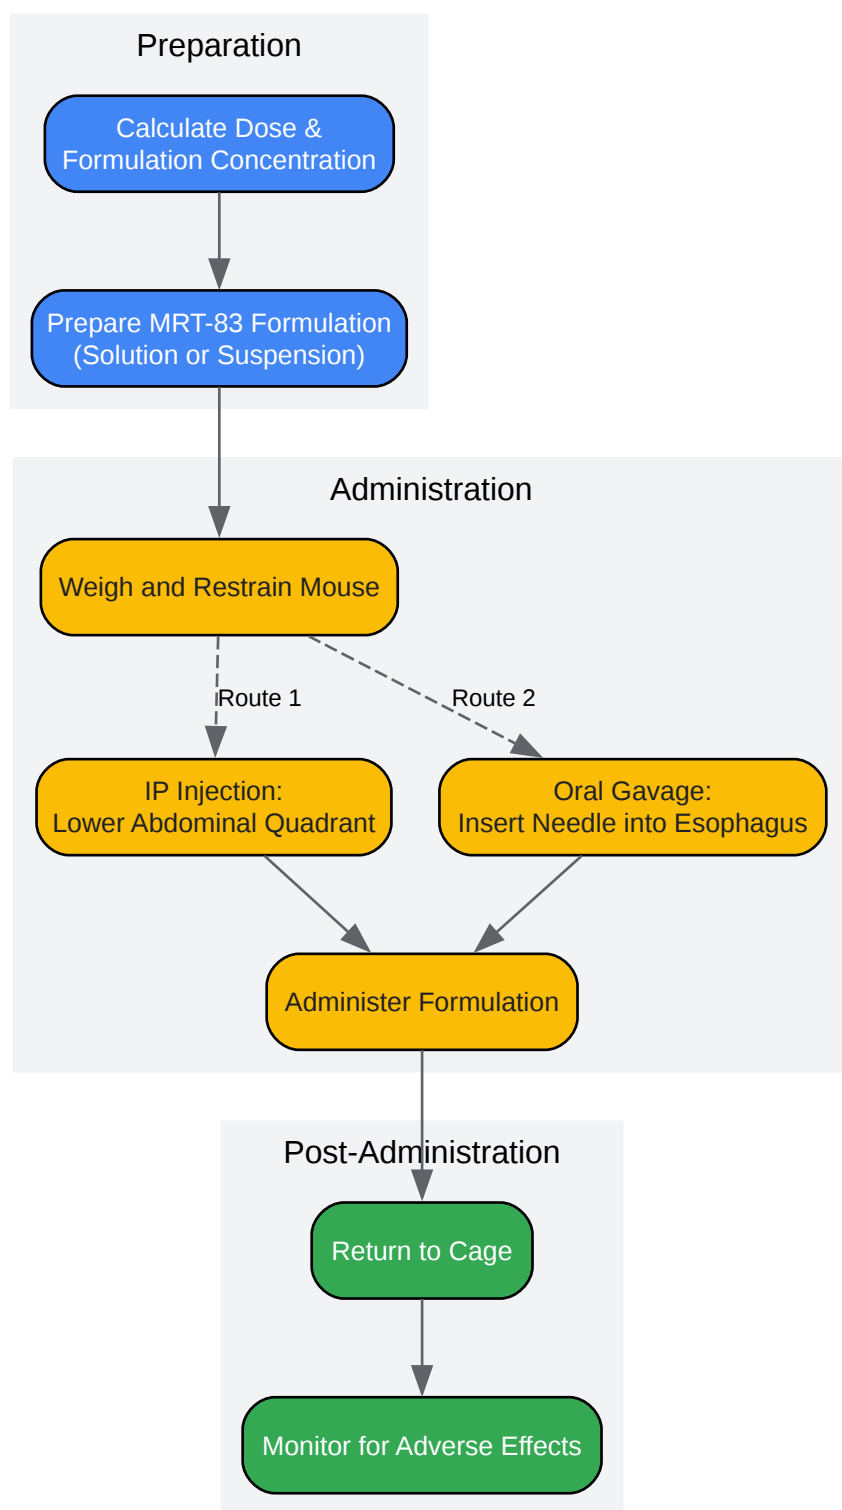 Preparation
Calculate Dose &
Formulation Concentration
Prepare MRT-83 Formulation
(Solution or Suspension)
Administration
Weigh and Restrain Mouse
Route 1
Route 2
IP Injection:
Lower Abdominal Quadrant
Oral Gavage:
Insert Needle into Esophagus
Administer Formulation
Post-Administration
Return to Cage
Monitor for Adverse Effects